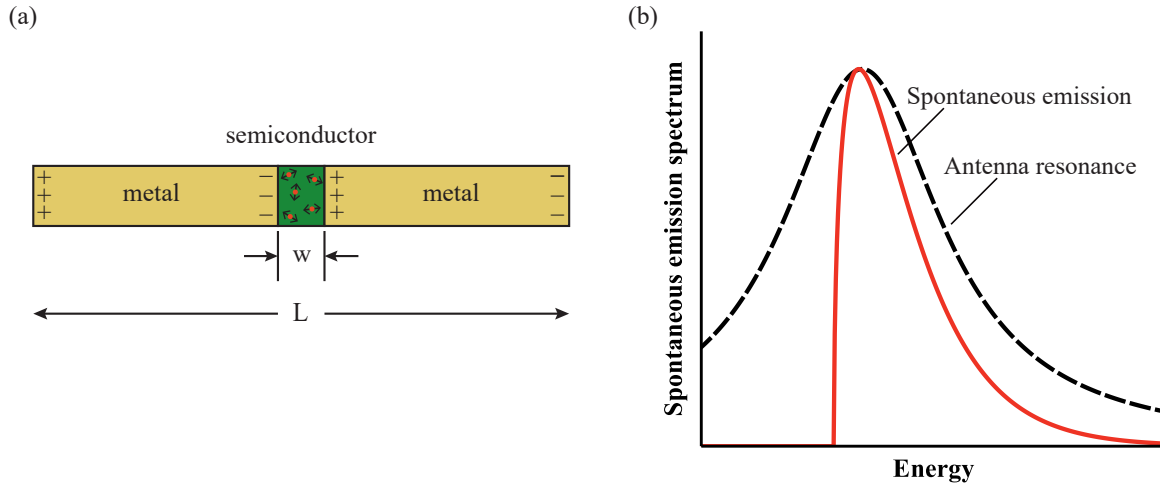 (a)
semiconductor
+ − + −
metal metal
+ − + −
+ − + −
w
L
(b)
Spontaneous emission spectrum
Spontaneous emission
Antenna resonance
Energy